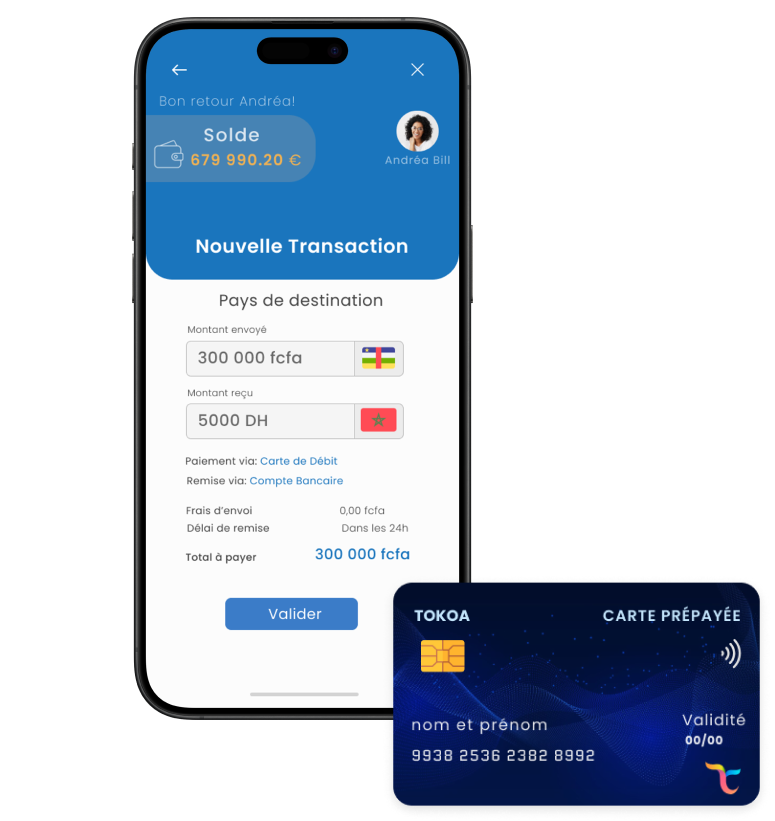 Bon retour Andréa!
Solde
679 990.20 €
Andréa Bill
Nouvelle Transaction
Pays de destination
Montant envoyé
300 000 fcfa
Montant reçu
5000 DH
Paiement via: Carte de Débit
Remise via: Compte Bancaire
Frais d'envoi 0,00 fcfa
Délai de remise Dans les 24h
Total à payer 300 000 fcfa
Valider
TOKOA CARTE PRÉPAYÉE
nom et prénom
Validité
00/00
9938 2536 2382 8992